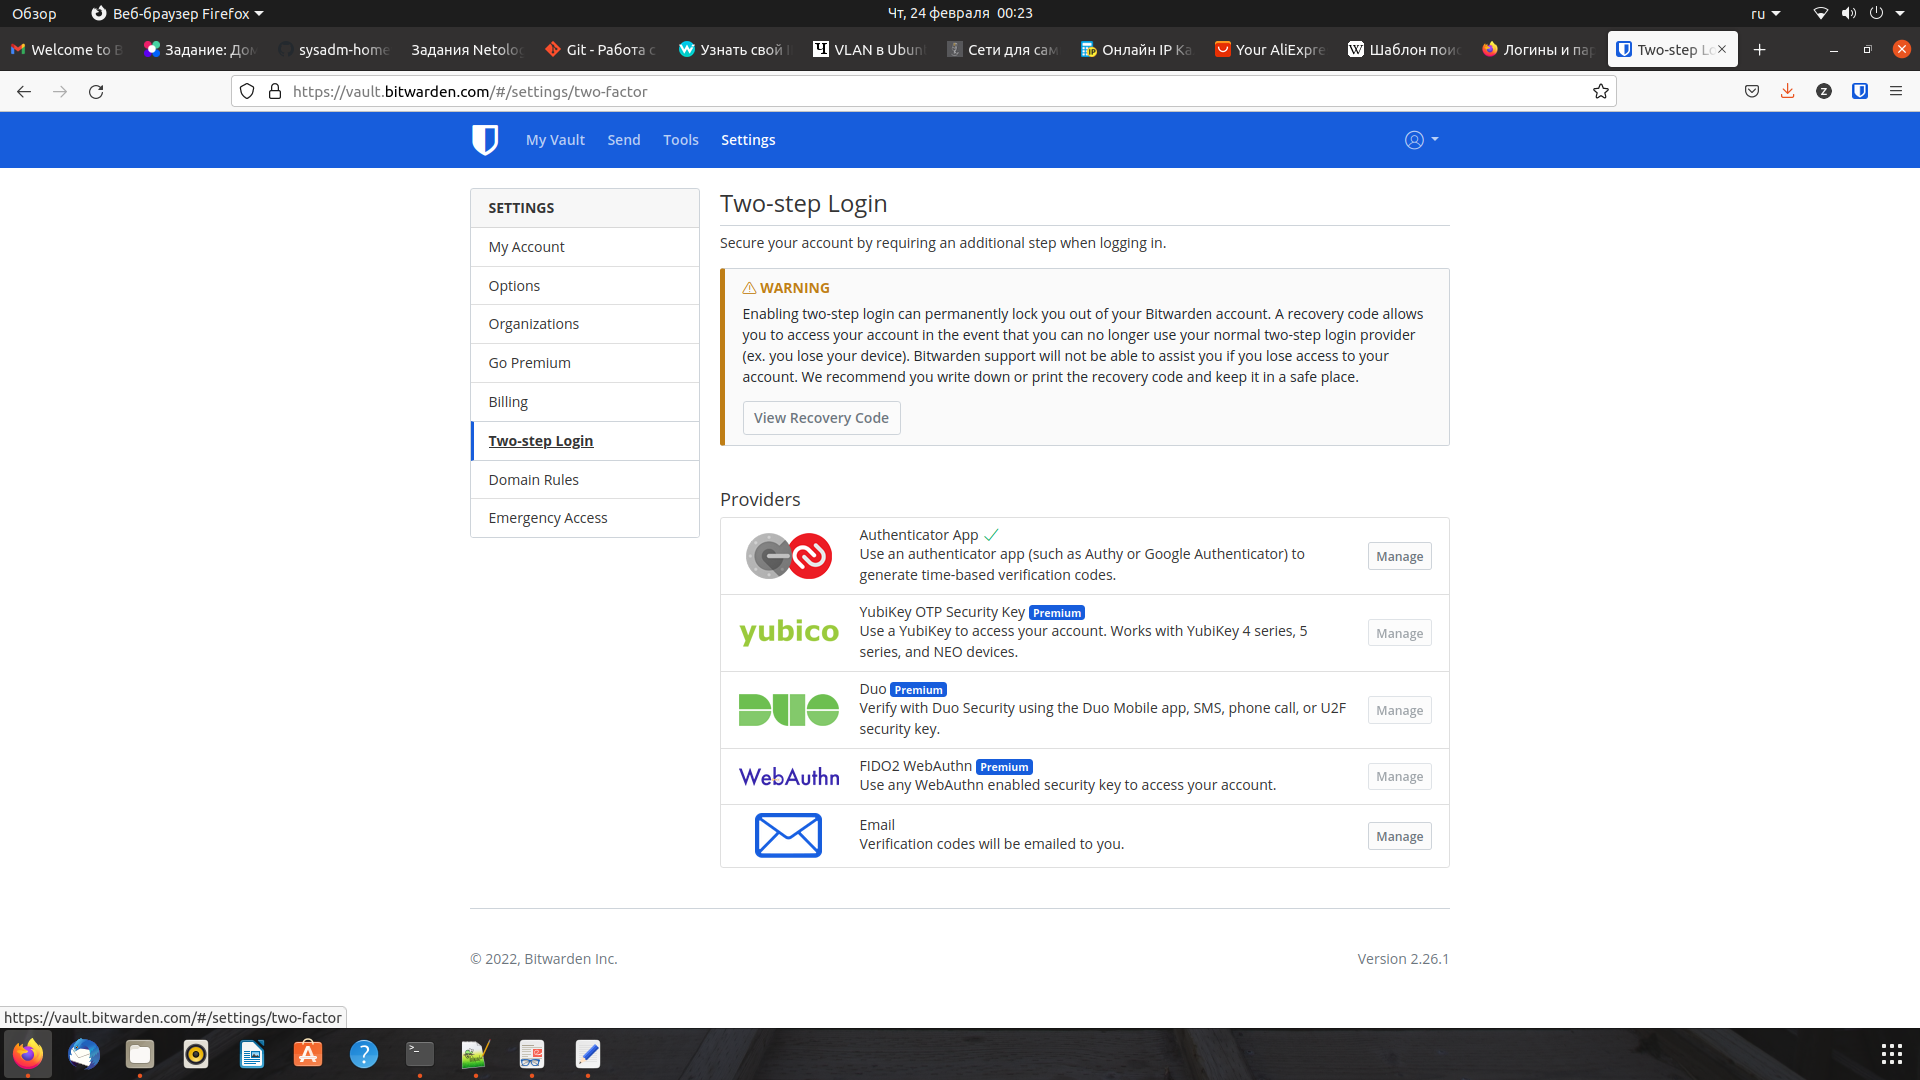 Обзор
Веб-браузер Firefox
Чт, 24 февраля 00:23
ru
Welcome to B
Задание: Дом
sysadm-home
Задания Netolog
Git - Работа с
Узнать свой I
VLAN в Ubun
Сети для сам
Онлайн IP Ка
Your AliExpre
Шаблон поис
Логины и пар
Two-step Lo
https://vault.bitwarden.com/#/settings/two-factor
My Vault
Send
Tools
Settings
SETTINGS
My Account
Options
Organizations
Go Premium
Billing
Two-step Login
Domain Rules
Emergency Access
Two-step Login
Secure your account by requiring an additional step when logging in.
WARNING
Enabling two-step login can permanently lock you out of your Bitwarden account. A recovery code allows
you to access your account in the event that you can no longer use your normal two-step login provider
(ex. you lose your device). Bitwarden support will not be able to assist you if you lose access to your
account. We recommend you write down or print the recovery code and keep it in a safe place.
View Recovery Code
Providers
Authenticator App
Use an authenticator app (such as Authy or Google Authenticator) to
generate time-based verification codes.
Manage
yubico
YubiKey OTP Security Key Premium
Use a YubiKey to access your account. Works with YubiKey 4 series, 5
series, and NEO devices.
Manage
DUO
Duo Premium
Verify with Duo Security using the Duo Mobile app, SMS, phone call, or U2F
security key.
Manage
WebAuthn
FIDO2 WebAuthn Premium
Use any WebAuthn enabled security key to access your account.
Manage
Email
Verification codes will be emailed to you.
Manage
© 2022, Bitwarden Inc.
Version 2.26.1
https://vault.bitwarden.com/#/settings/two-factor